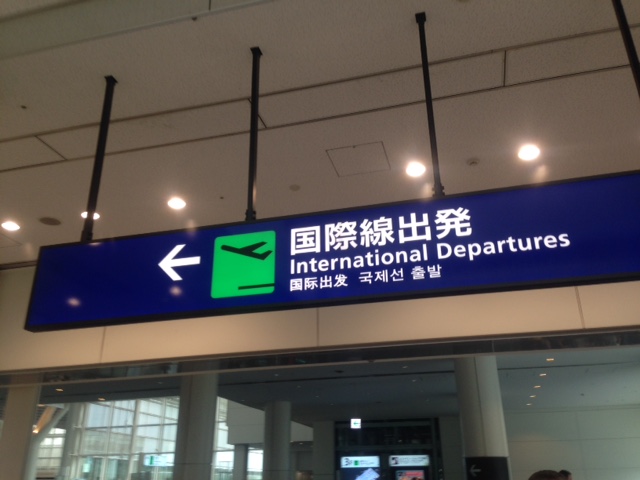 国際線出発
International Departures
国际出发 국제선 출발